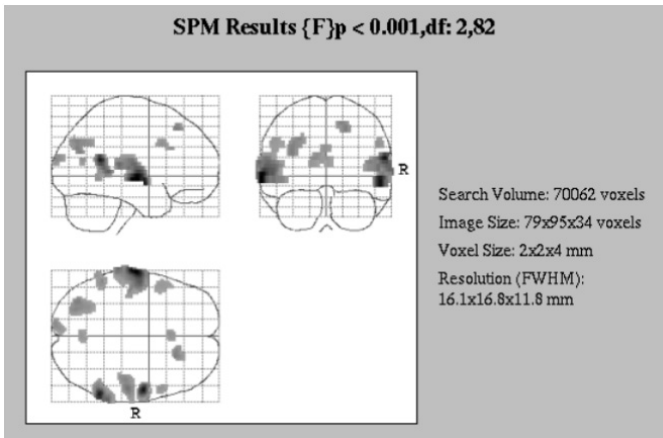 SPM Results {F}p < 0.001,df: 2,82
R
Search Volume: 70062 voxels
Image Size: 79x95x34 voxels
Voxel Size: 2x2x4 mm
Resolution (FWHM):
16.1x16.8x11.8 mm
R